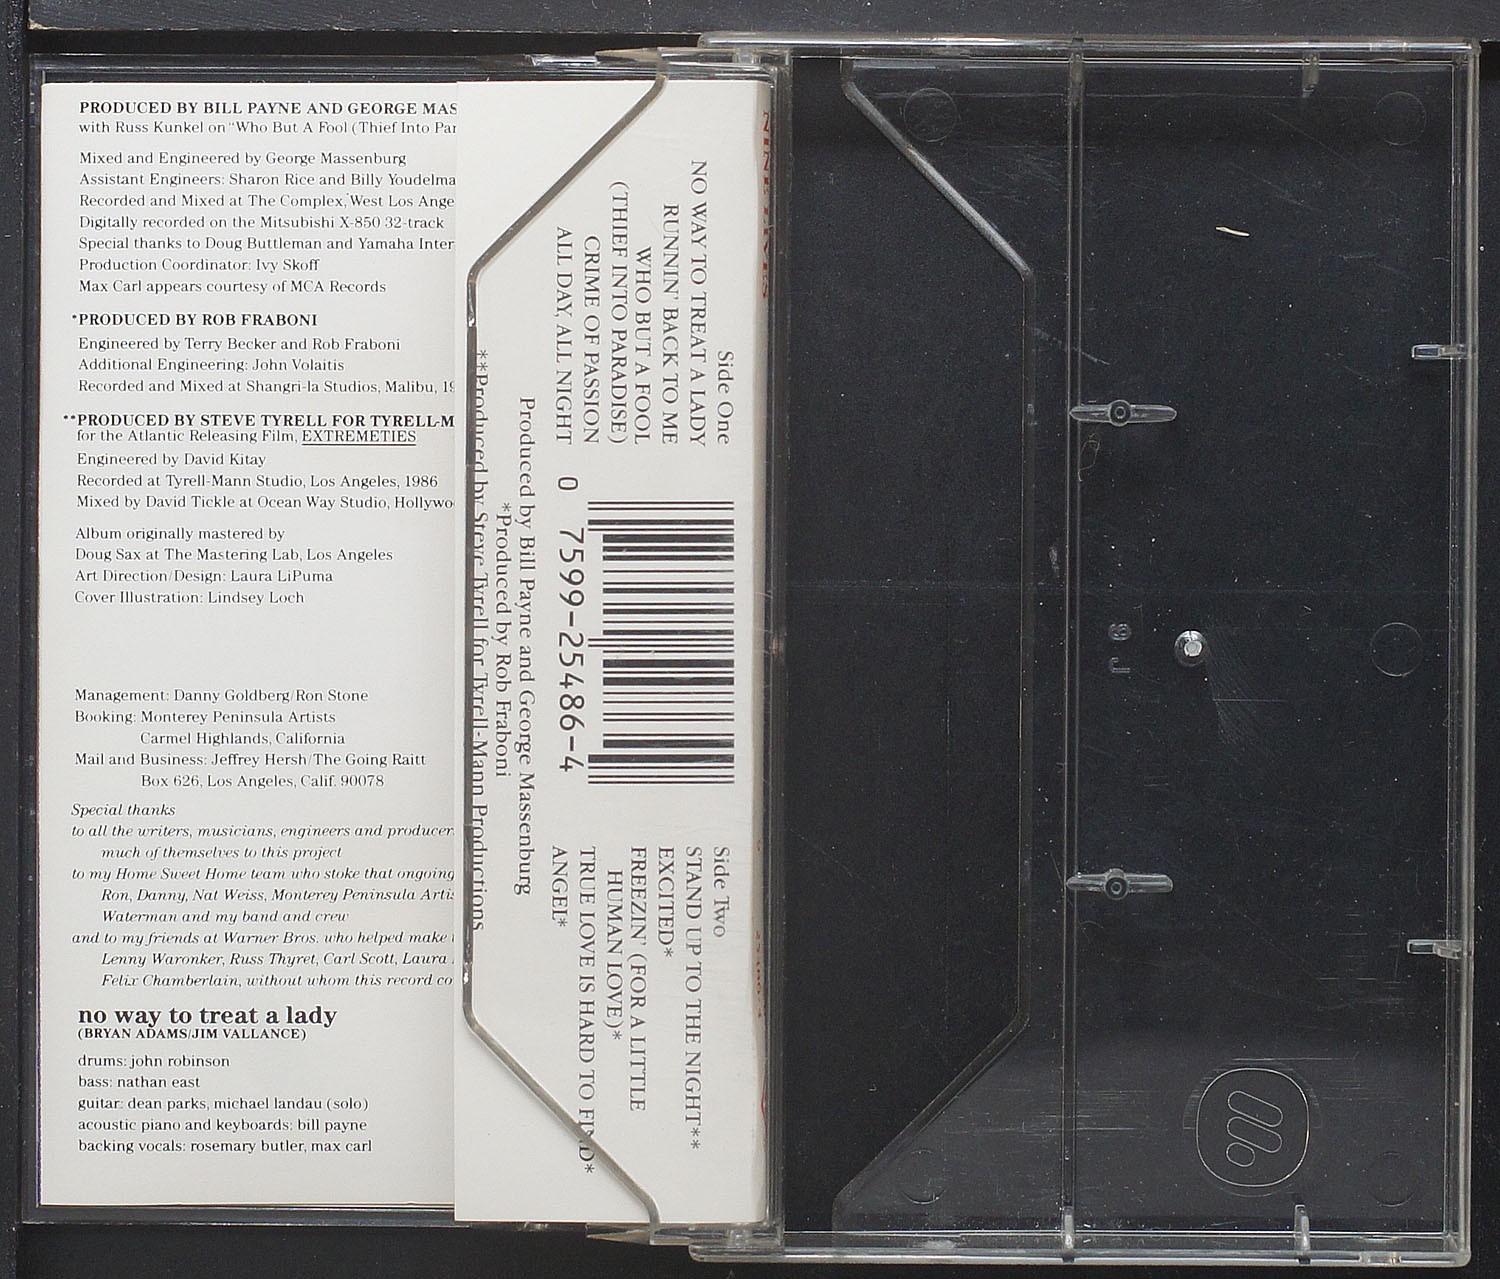 PRODUCED BY BILL PAYNE AND GEORGE MAS
with Russ Kunkel on "Who But A Fool (Thief Into Par
Mixed and Engineered by George Massenburg
Assistant Engineers: Sharon Rice and Billy Youdelma
Recorded and Mixed at The Complex, West Los Ange
Digitally recorded on the Mitsubishi X-850 32-track
Special thanks to Doug Buttleman and Yamaha Inter
Production Coordinator: Ivy Skoff
Max Carl appears courtesy of MCA Records
*PRODUCED BY ROB FRABONI
Engineered by Terry Becker and Rob Fraboni
Additional Engineering: John Volaitis
Recorded and Mixed at Shangri-la Studios, Malibu, 19
**PRODUCED BY STEVE TYRELL FOR TYRELL-M
for the Atlantic Releasing Film, EXTREMETIES
Engineered by David Kitay
Recorded at Tyrell-Mann Studio, Los Angeles, 1986
Mixed by David Tickle at Ocean Way Studio, Hollywo
Album originally mastered by
Doug Sax at The Mastering Lab, Los Angeles
Art Direction/Design: Laura LiPuma
Cover Illustration: Lindsey Loch
Management: Danny Goldberg/Ron Stone
Booking: Monterey Peninsula Artists
Carmel Highlands, California
Mail and Business: Jeffrey Hersh/The Going Raitt
Box 626, Los Angeles, Calif. 90078
Special thanks
to all the writers, musicians, engineers and producer
much of themselves to this project
to my Home Sweet Home team who stoke that ongoing
Ron, Danny, Nat Weiss, Monterey Peninsula Artis
Waterman and my band and crew
and to my friends at Warner Bros. who helped make
Lenny Waronker, Russ Thyret, Carl Scott, Laura
Felix Chamberlain, without whom this record co
no way to treat a lady
(BRYAN ADAMS/JIM VALLANCE)
drums: john robinson
bass: nathan east
guitar: dean parks, michael landau (solo)
acoustic piano and keyboards: bill payne
backing vocals: rosemary butler, max carl
Side One
NO WAY TO TREAT A LADY
RUNNIN' BACK TO ME
WHO BUT A FOOL
(THIEF INTO PARADISE)
CRIME OF PASSION
ALL DAY, ALL NIGHT
0 7599-25486-4
Side Two
STAND UP TO THE NIGHT**
EXCITED*
FREEZIN' (FOR A LITTLE
HUMAN LOVE)*
TRUE LOVE IS HARD TO FIND*
ANGEL*
Produced by Bill Payne and George Massenburg
*Produced by Rob Fraboni
**Produced by Steve Tyrell for Tyrell-Mann Productions
NINE LIVES